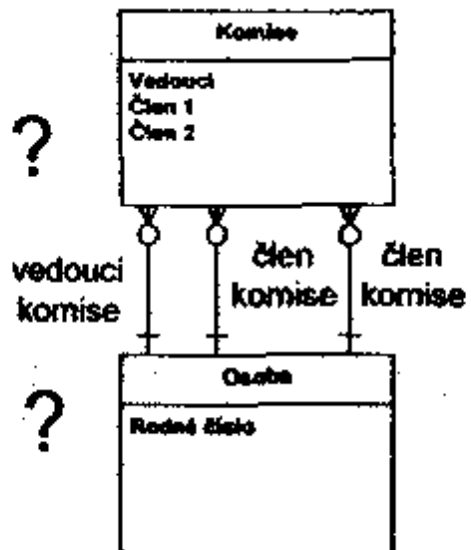 Komise
Vedoucí
Člen 1
Člen 2
?
vedoucí
komise
člen
komise
člen
komise
Osoba
?
Rodné číslo